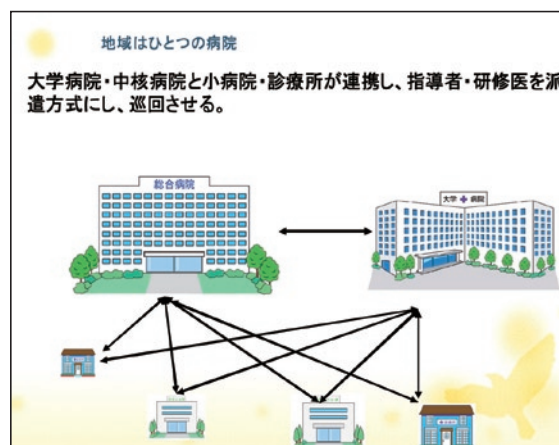 地域はひとつの病院
大学病院・中核病院と小病院・診療所が連携し、指導者・研修医を派
遣方式にし、巡回させる。
総合病院
大学 病院